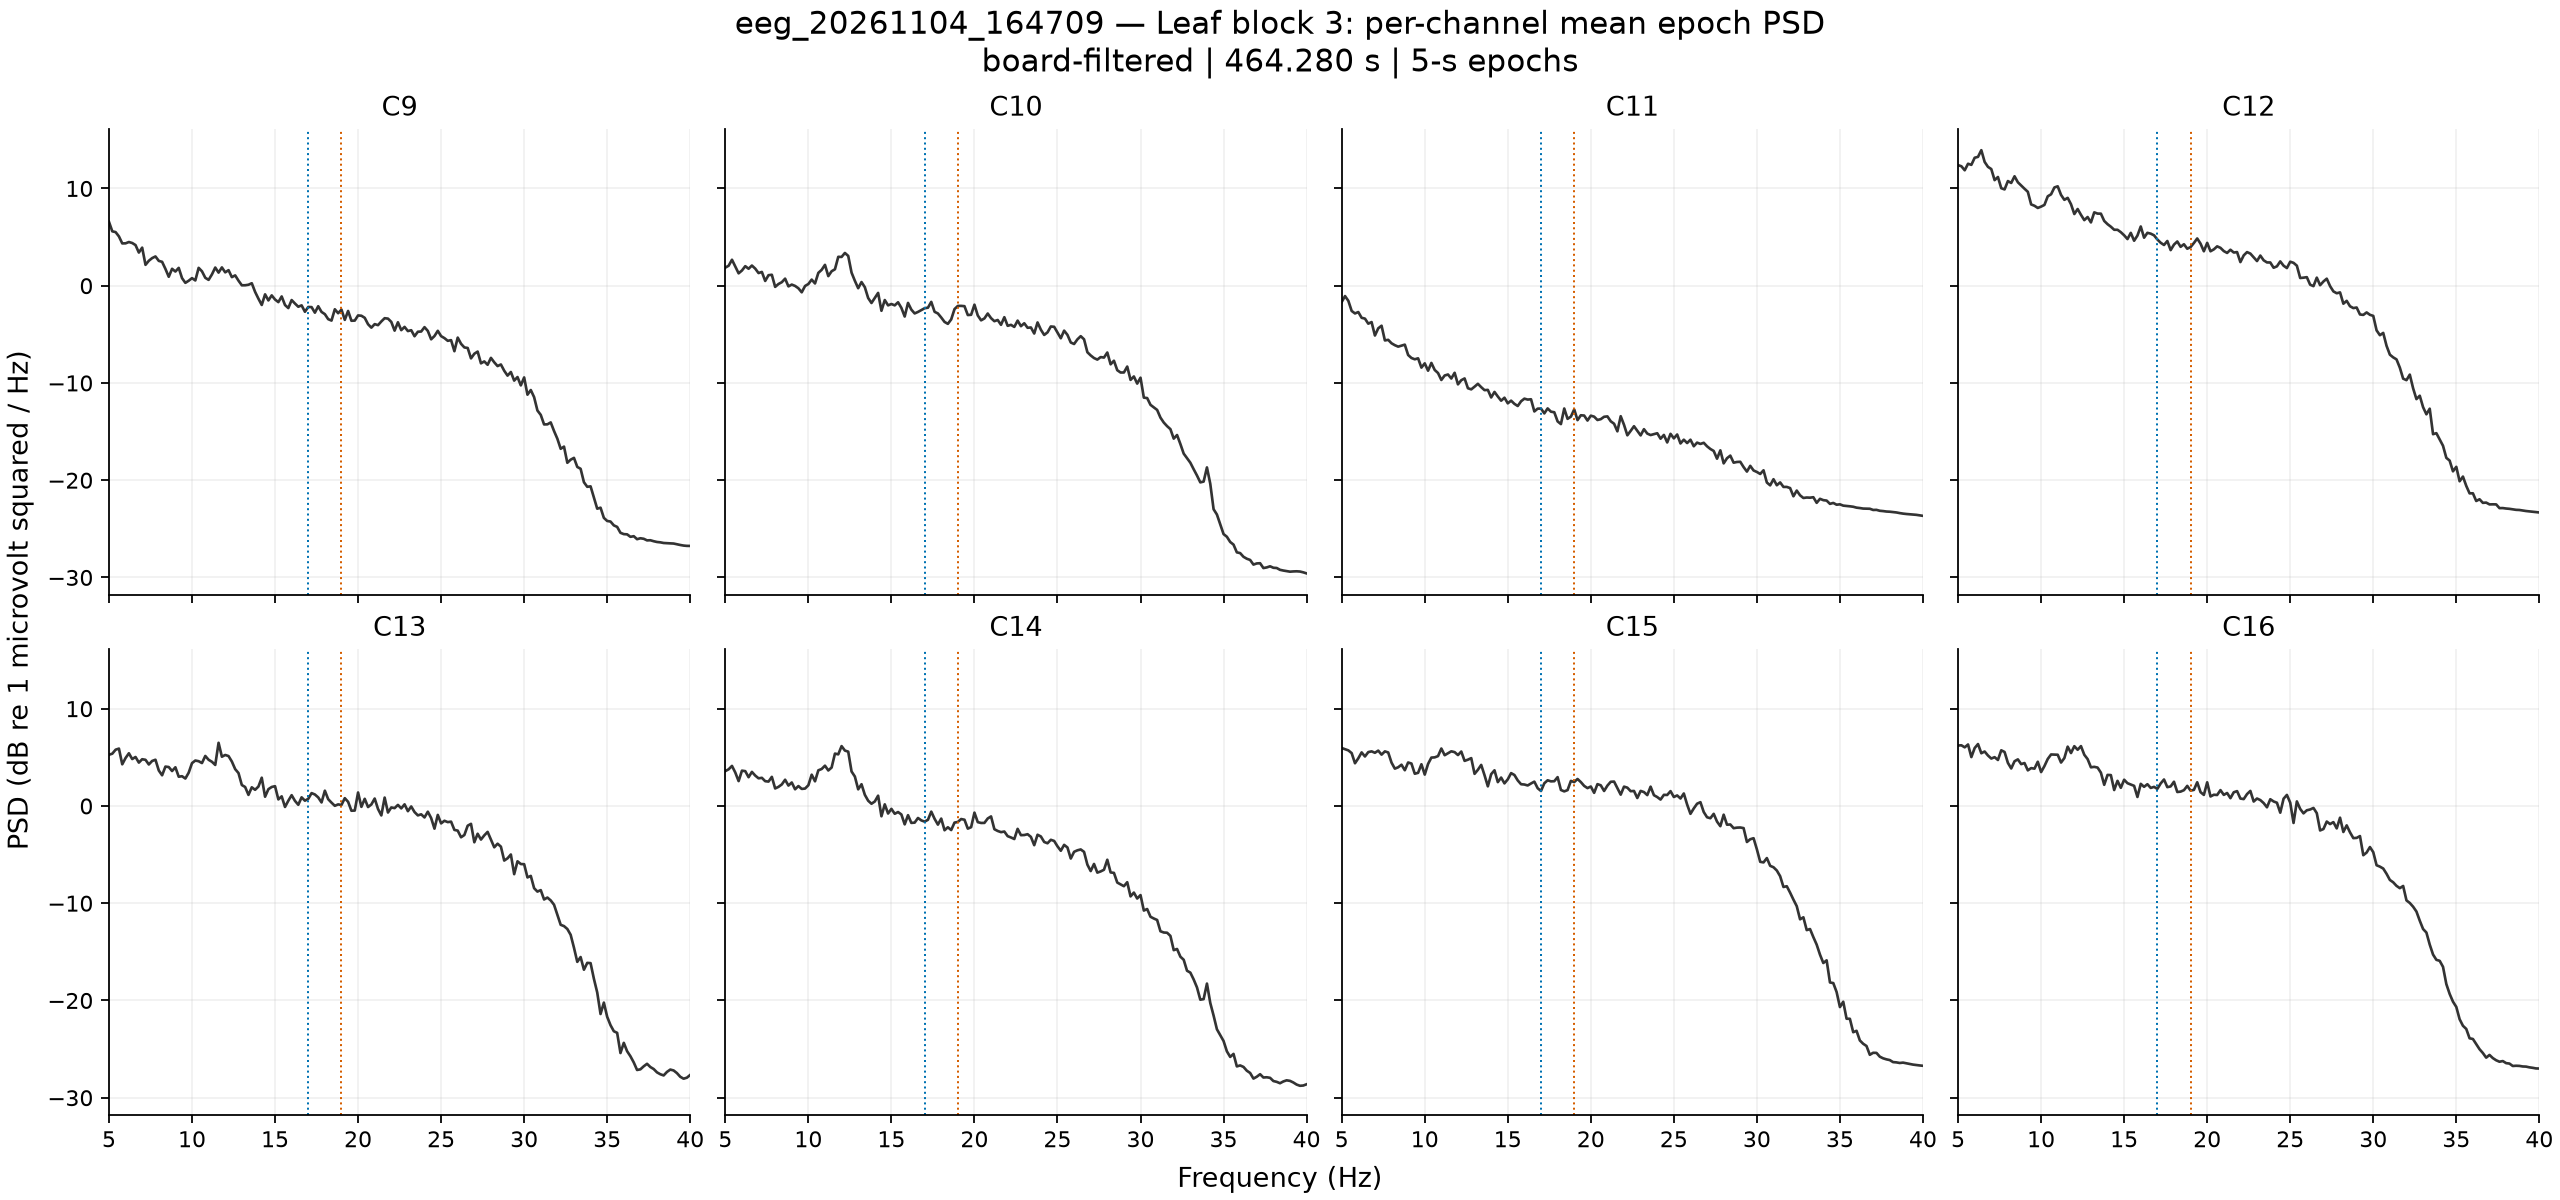 eeg_20261104_164709 — Leaf block 3: per-channel mean epoch PSD
board-filtered | 464.280 s | 5-s epochs
C9
C10
C11
C12
10
0
−10
−20
−30
C13
C14
C15
C16
10
0
−10
−20
−30
5 10 15 20 25 30 35 40
5 10 15 20 25 30 35 40
5 10 15 20 25 30 35 40
5 10 15 20 25 30 35 40
PSD (dB re 1 microvolt squared / Hz)
Frequency (Hz)